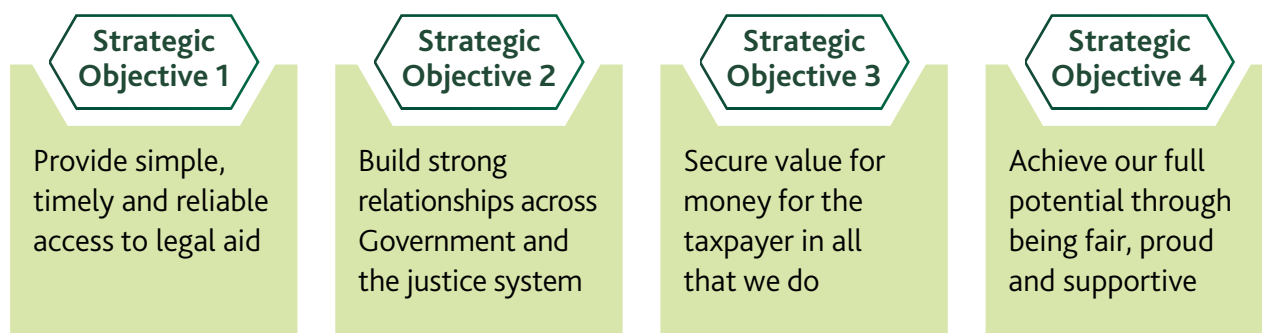 Strategic
Objective 1
Provide simple,
timely and reliable
access to legal aid
Strategic
Objective 2
Build strong
relationships across
Government and
the justice system
Strategic
Objective 3
Secure value for
money for the
taxpayer in all
that we do
Strategic
Objective 4
Achieve our full
potential through
being fair, proud
and supportive